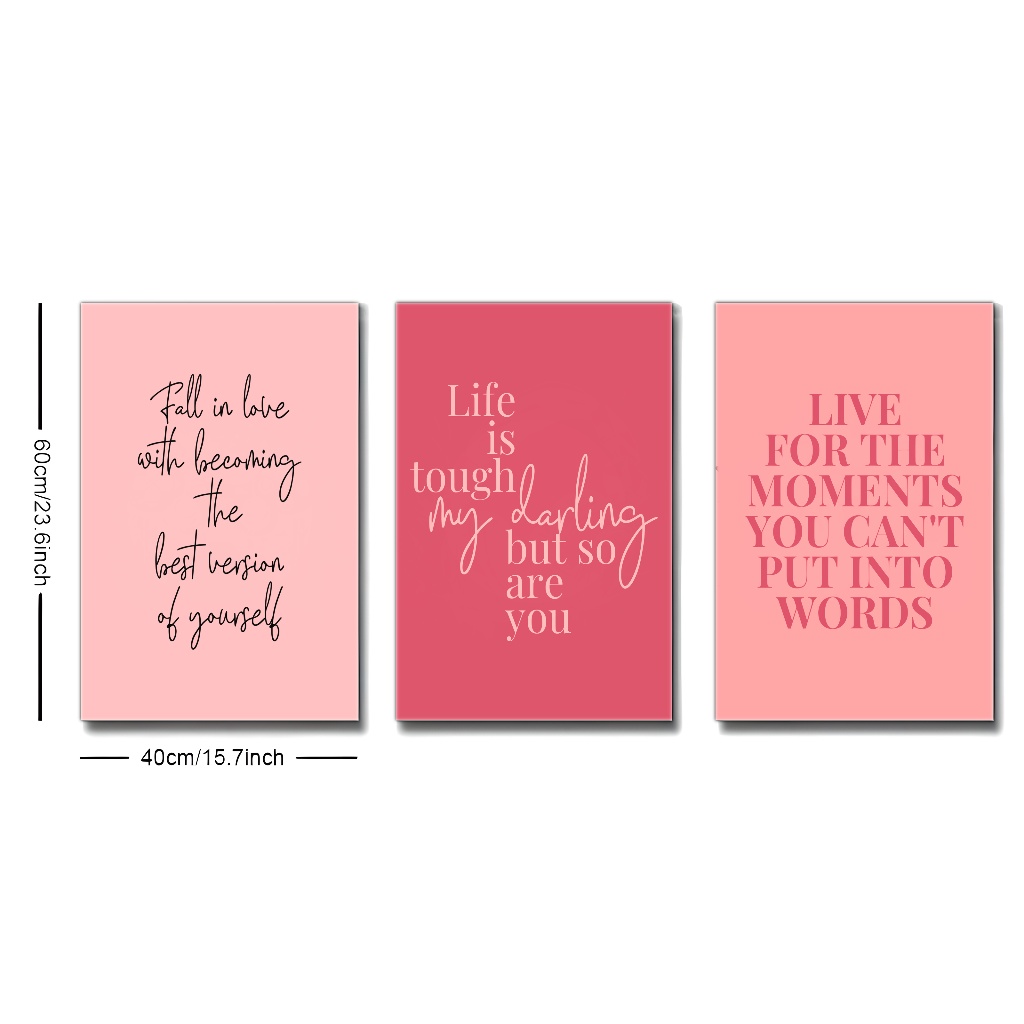 Fall in love
with becoming
the
best version
of yourself
Life
is
tough
my darling
but so
are
you
LIVE
FOR THE
MOMENTS
YOU CAN'T
PUT INTO
WORDS
60cm/23.6inch
40cm/15.7inch